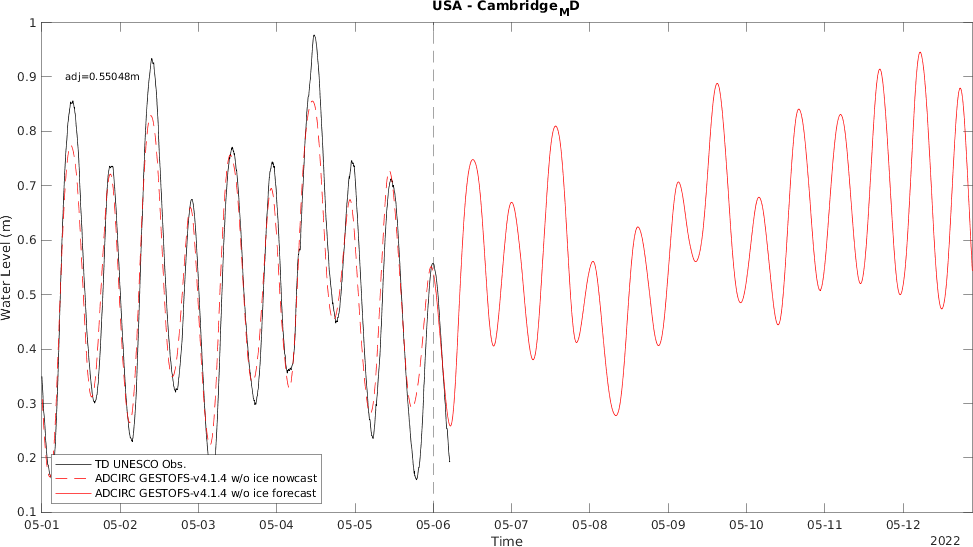 USA - Cambridge_MD
1
0.9
adj=0.55048m
0.8
0.7
0.6
Water Level (m)
0.5
0.4
0.3
0.2
TD UNESCO Obs.
ADCIRC GESTOFS-v4.1.4 w/o ice nowcast
ADCIRC GESTOFS-v4.1.4 w/o ice forecast
0.1
05-01 05-02 05-03 05-04 05-05 05-06 05-07 05-08 05-09 05-10 05-11 05-12
Time
2022